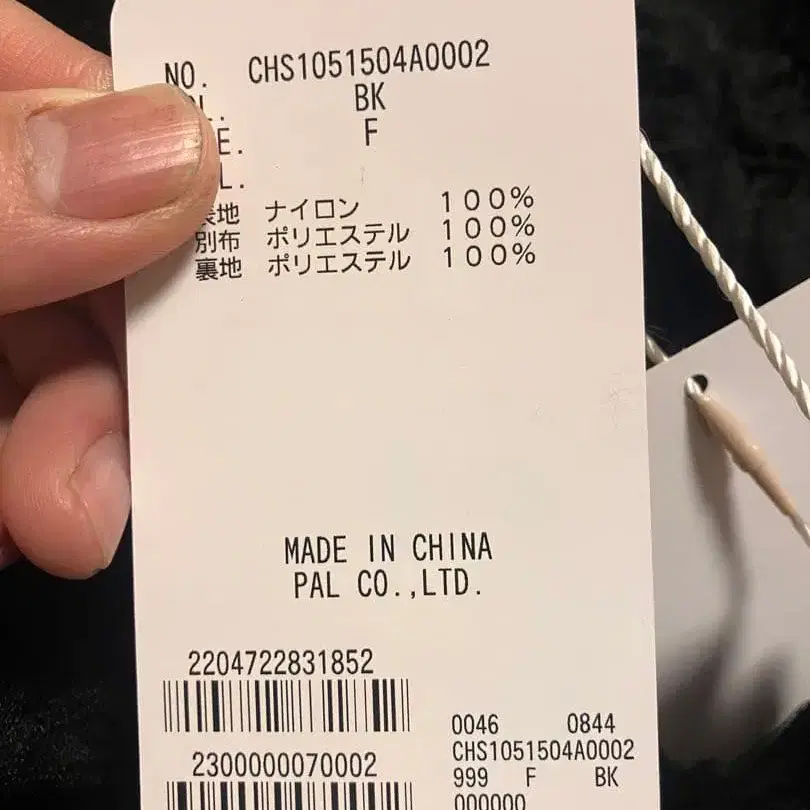 NO. CHS1051504A0002
BK
E. F
L.
地 ナイロン 100%
別布 ポリエステル 100%
裏地 ポリエステル 100%
MADE IN CHINA
PAL CO.,LTD.
2204722831852
2300000070002
0046 0844
CHS1051504A0002
999 F BK
000000